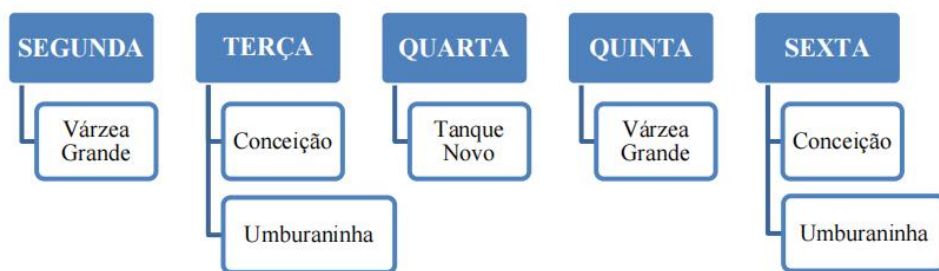 SEGUNDA
Várzea
Grande
TERÇA
Conceição
Umburaninha
QUARTA
Tanque
Novo
QUINTA
Várzea
Grande
SEXTA
Conceição
Umburaninha